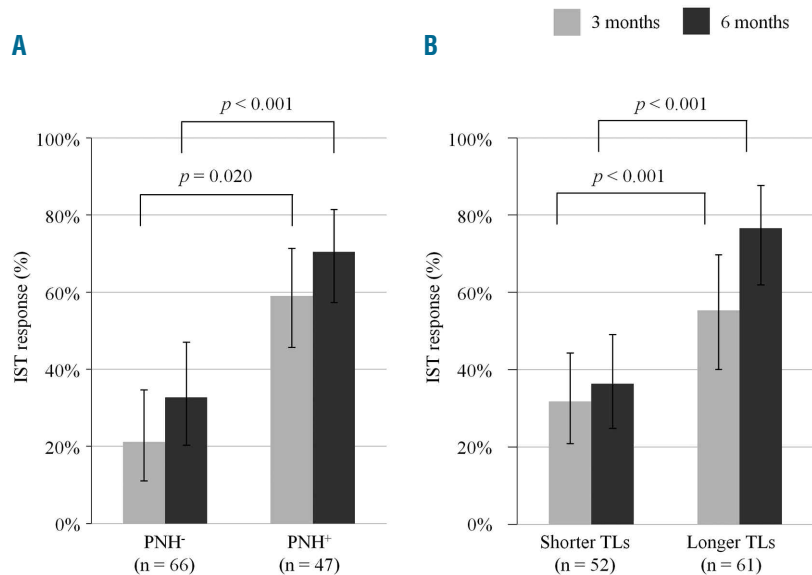 3 months 6 months
A
p < 0.001
p = 0.020
100%
80%
60%
40%
20%
0%
IST response (%)
PNH-
(n = 66)
PNH+
(n = 47)
B
p < 0.001
p < 0.001
100%
80%
60%
40%
20%
0%
IST response (%)
Shorter TLs
(n = 52)
Longer TLs
(n = 61)